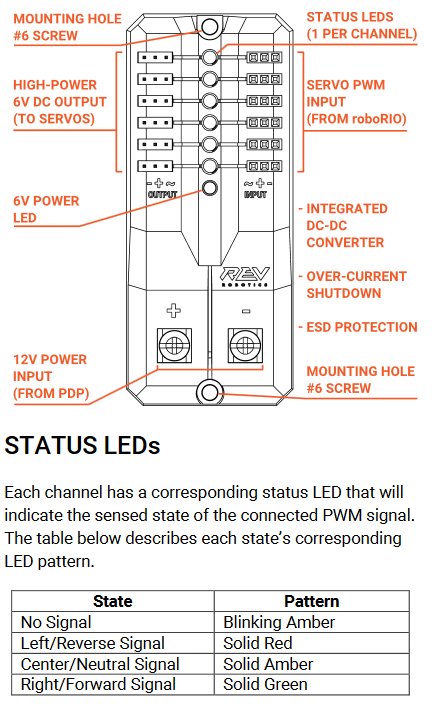 MOUNTING HOLE
#6 SCREW
STATUS LEDS
(1 PER CHANNEL)
HIGH-POWER
6V DC OUTPUT
(TO SERVOS)
SERVO PWM
INPUT
(FROM roboRIO)
- + ~
OUTPUT
~ + -
INPUT
6V POWER
LED
- INTEGRATED
DC-DC
CONVERTER
- OVER-CURRENT
SHUTDOWN
- ESD PROTECTION
REV
ROBOTICS
+ -
12V POWER
INPUT
(FROM PDP)
MOUNTING HOLE
#6 SCREW
STATUS LEDs
Each channel has a corresponding status LED that will
indicate the sensed state of the connected PWM signal.
The table below describes each state's corresponding
LED pattern.
State Pattern
No Signal Blinking Amber
Left/Reverse Signal Solid Red
Center/Neutral Signal Solid Amber
Right/Forward Signal Solid Green